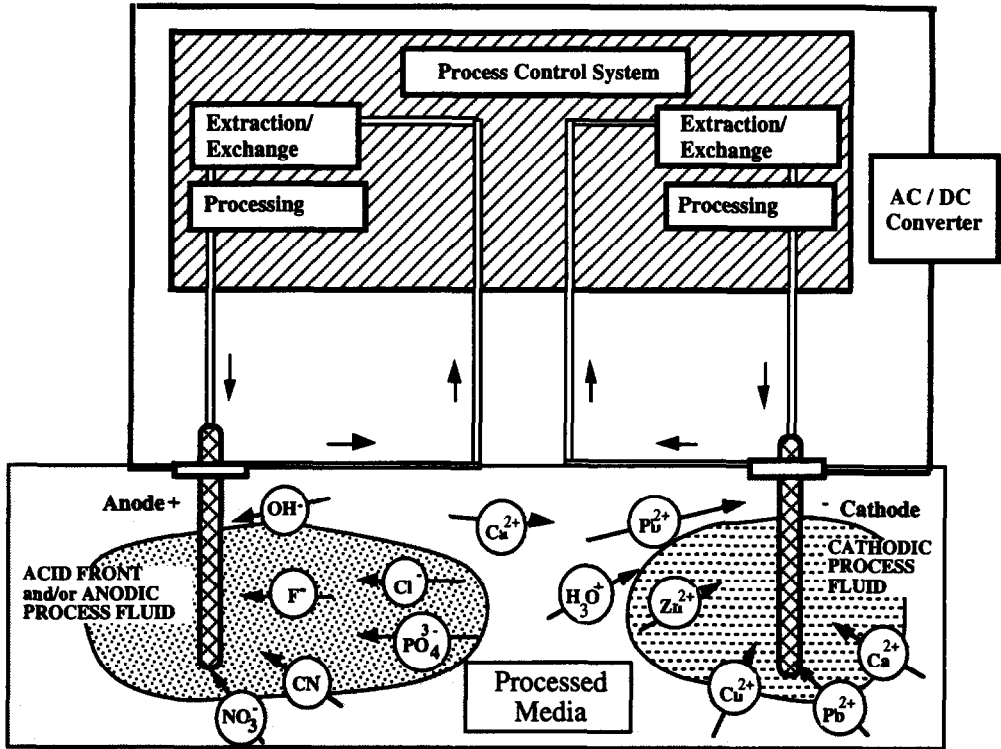 Process Control System
Extraction/
Exchange
Processing
Extraction/
Exchange
Processing
AC / DC
Converter
Anode +
OH⁻
Ca²⁺
Pb²⁺
- Cathode
ACID FRONT
and/or ANODIC
PROCESS FLUID
F⁻
Cl⁻
PO₄³⁻
CN
NO₃⁻
H₃O⁺
Zn²⁺
CATHODIC
PROCESS
FLUID
Ca²⁺
Cu²⁺
Pb²⁺
Processed
Media